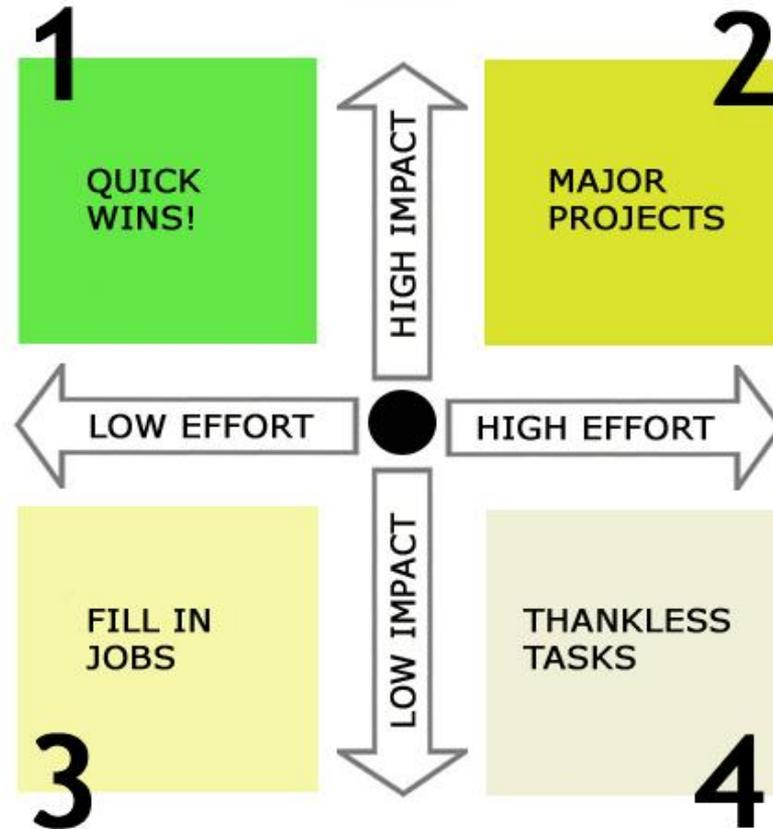 1
QUICK
WINS!
2
MAJOR
PROJECTS
HIGH IMPACT
LOW EFFORT
HIGH EFFORT
LOW IMPACT
FILL IN
JOBS
3
THANKLESS
TASKS
4